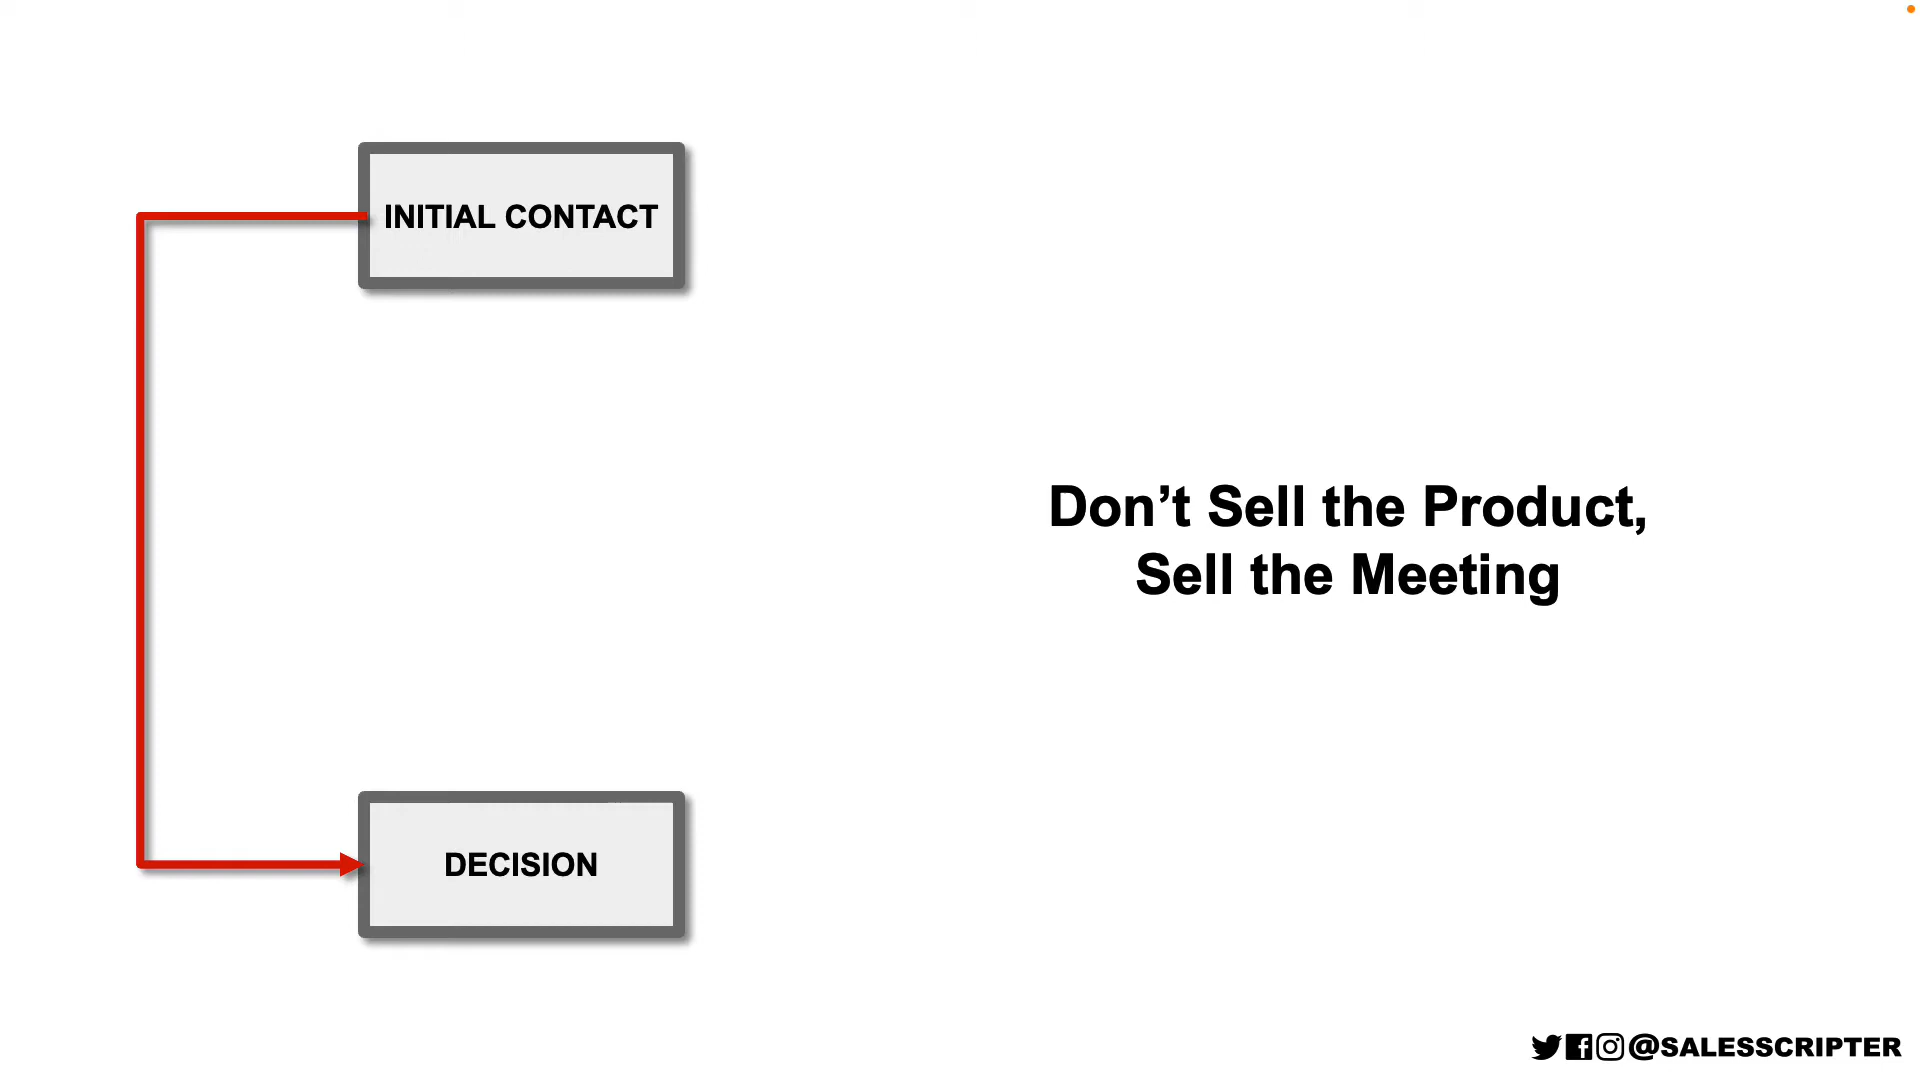 INITIAL CONTACT
Don’t Sell the Product,
Sell the Meeting
DECISION
@SALESSCRIPTER